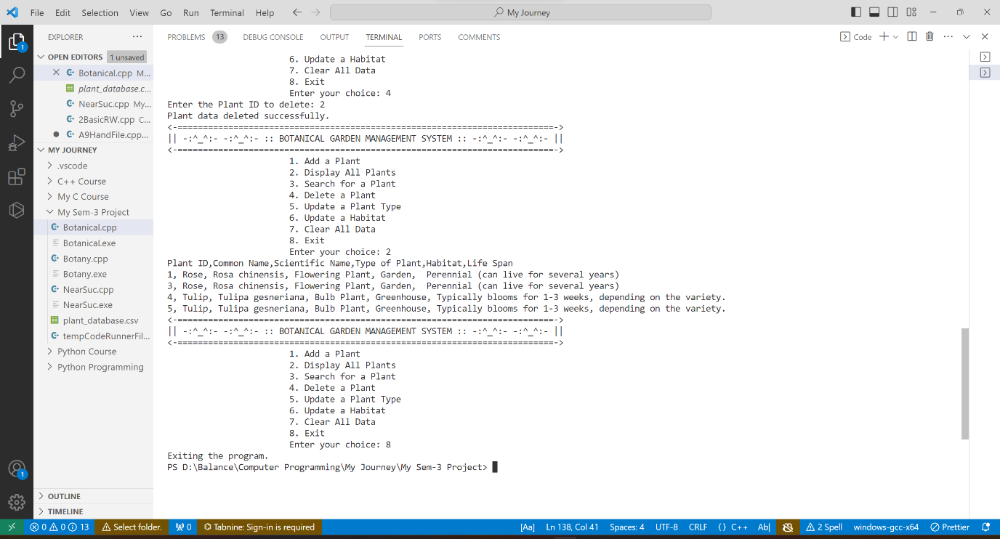 File Edit Selection View Go Run Terminal Help My Journey
EXPLORER
OPEN EDITORS 1 unsaved
Botanical.cpp M...
plant_database.c...
NearSuc.cpp My...
2BasicRW.cpp C...
A9HandFile.cpp...
MY JOURNEY
.vscode
C++ Course
My C Course
My Sem-3 Project
Botanical.cpp
Botanical.exe
Botany.cpp
Botany.exe
NearSuc.cpp
NearSuc.exe
plant_database.csv
tempCodeRunnerFil...
Python Course
Python Programming
OUTLINE
TIMELINE
PROBLEMS 13 DEBUG CONSOLE OUTPUT TERMINAL PORTS COMMENTS Code
6. Update a Habitat
7. Clear All Data
8. Exit
Enter your choice: 4
Enter the Plant ID to delete: 2
Plant data deleted successfully.
<-==========================================================================->
|| -:^_^:- -:^_^:- :: BOTANICAL GARDEN MANAGEMENT SYSTEM :: -:^_^:- -:^_^:- ||
<-==========================================================================->
1. Add a Plant
2. Display All Plants
3. Search for a Plant
4. Delete a Plant
5. Update a Plant Type
6. Update a Habitat
7. Clear All Data
8. Exit
Enter your choice: 2
Plant ID,Common Name,Scientific Name,Type of Plant,Habitat,Life Span
1, Rose, Rosa chinensis, Flowering Plant, Garden,  Perennial (can live for several years)
3, Rose, Rosa chinensis, Flowering Plant, Garden,  Perennial (can live for several years)
4, Tulip, Tulipa gesneriana, Bulb Plant, Greenhouse, Typically blooms for 1-3 weeks, depending on the variety.
5, Tulip, Tulipa gesneriana, Bulb Plant, Greenhouse, Typically blooms for 1-3 weeks, depending on the variety.
<-==========================================================================->
|| -:^_^:- -:^_^:- :: BOTANICAL GARDEN MANAGEMENT SYSTEM :: -:^_^:- -:^_^:- ||
<-==========================================================================->
1. Add a Plant
2. Display All Plants
3. Search for a Plant
4. Delete a Plant
5. Update a Plant Type
6. Update a Habitat
7. Clear All Data
8. Exit
Enter your choice: 8
Exiting the program.
PS D:\Balance\Computer Programming\My Journey\My Sem-3 Project>
1
1
0 0 13 Select folder. 0 Tabnine: Sign-in is required [Aa] Ln 138, Col 41 Spaces: 4 UTF-8 CRLF {} C++ Ab| 2 Spell windows-gcc-x64 Prettier